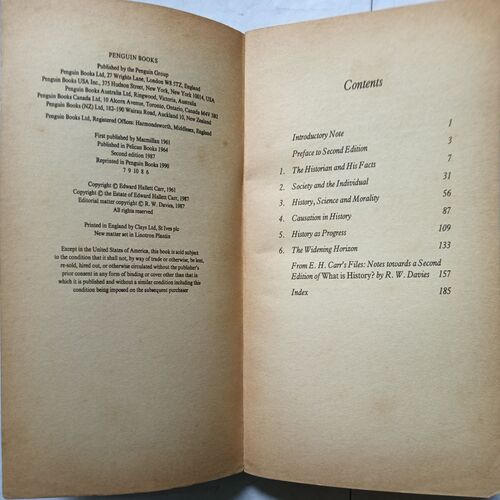 PENGUIN BOOKS
Published by the Penguin Group
Penguin Books Ltd, 27 Wrights Lane, London W8 5TZ, England
Penguin Books USA Inc., 375 Hudson Street, New York, New York 10014, USA
Penguin Books Australia Ltd, Ringwood, Victoria, Australia
Penguin Books Canada Ltd, 10 Alcorn Avenue, Toronto, Ontario, Canada M4V 3B2
Penguin Books (NZ) Ltd, 182–190 Wairau Road, Auckland 10, New Zealand
Penguin Books Ltd, Registered Offices: Harmondsworth, Middlesex, England
First published by Macmillan 1961
Published in Pelican Books 1964
Second edition 1987
Reprinted in Penguin Books 1990
7 9 10 8 6
Copyright © Edward Hallett Carr, 1961
Copyright © the Estate of Edward Hallett Carr, 1987
Editorial matter copyright © R. W. Davies, 1987
All rights reserved
Printed in England by Clays Ltd, St Ives plc
New matter set in Linotron Plantin
Except in the United States of America, this book is sold subject
to the condition that it shall not, by way of trade or otherwise, be lent,
re-sold, hired out, or otherwise circulated without the publisher's
prior consent in any form of binding or cover other than that in
which it is published and without a similar condition including this
condition being imposed on the subsequent purchaser
Contents
Introductory Note 1
Preface to Second Edition 3
1. The Historian and His Facts 7
2. Society and the Individual 31
3. History, Science and Morality 56
4. Causation in History 87
5. History as Progress 109
6. The Widening Horizon 133
From E. H. Carr's Files: Notes towards a Second
Edition of What is History? by R. W. Davies 157
Index 185